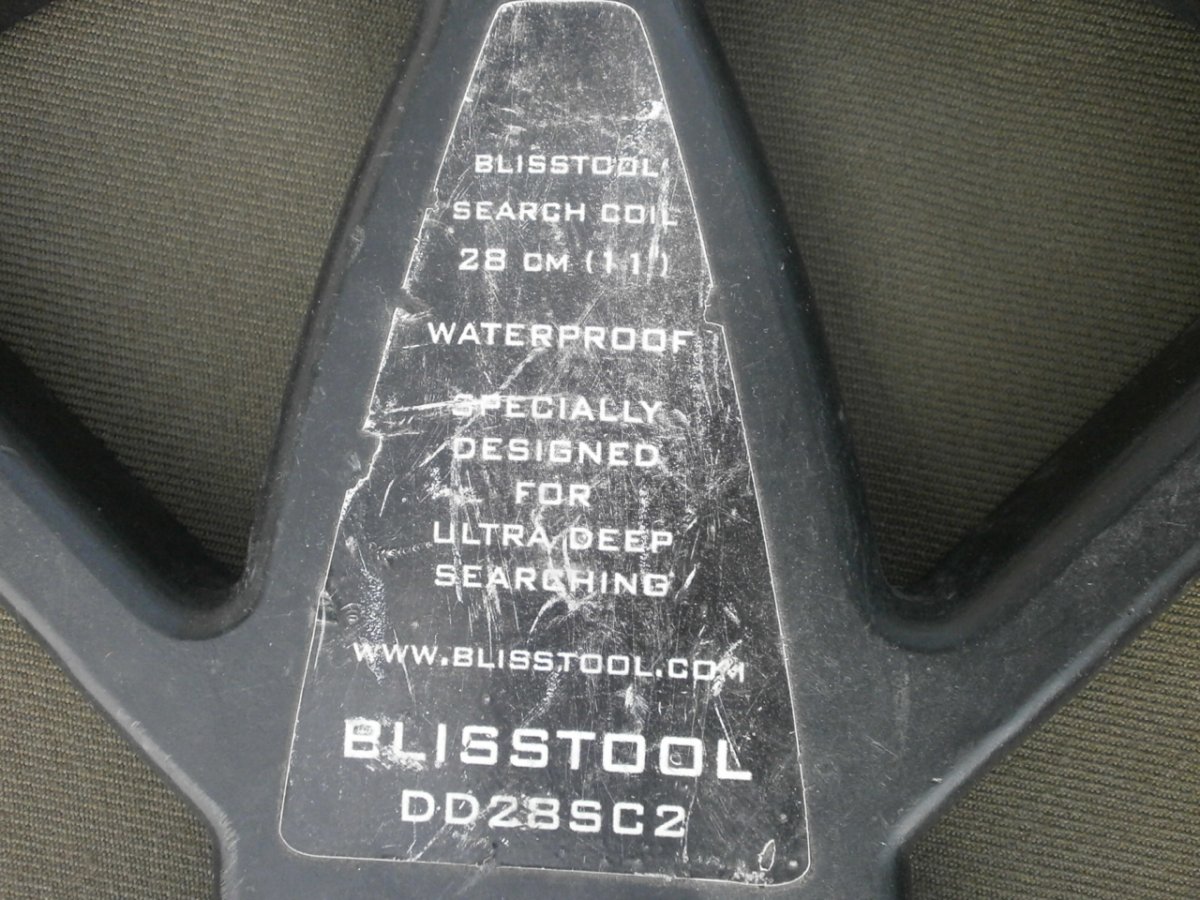 BLISSTOOL
SEARCH COIL
28 CM (11")
WATERPROOF
SPECIALLY
DESIGNED
FOR
ULTRA DEEP
SEARCHING
WWW.BLISSTOOL.COM
BLISSTOOL
DD28SC2